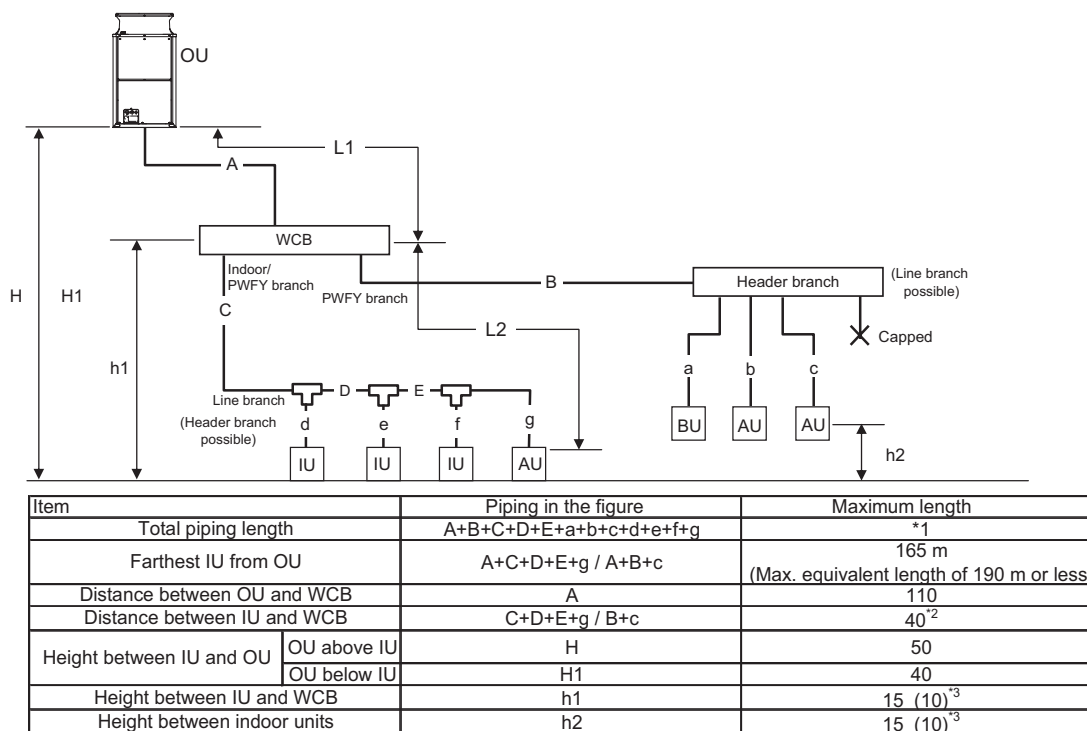 OU
L1
A
WCB
Indoor/
PWFY branch
PWFY branch
B
Header branch
(Line branch
possible)
H
H1
C
L2
Capped
h1
a
b
c
Line branch
D
E
(Header branch
possible)
d
e
f
g
BU
AU
AU
h2
IU
IU
IU
AU
Item Piping in the figure Maximum length
Total piping length A+B+C+D+E+a+b+c+d+e+f+g *1
Farthest IU from OU A+C+D+E+g / A+B+c 165 m
(Max. equivalent length of 190 m or less
Distance between OU and WCB A 110
Distance between IU and WCB C+D+E+g / B+c 40*2
Height between IU and OU OU above IU H 50
OU below IU H1 40
Height between IU and WCB h1 15 (10)*3
Height between indoor units h2 15 (10)*3